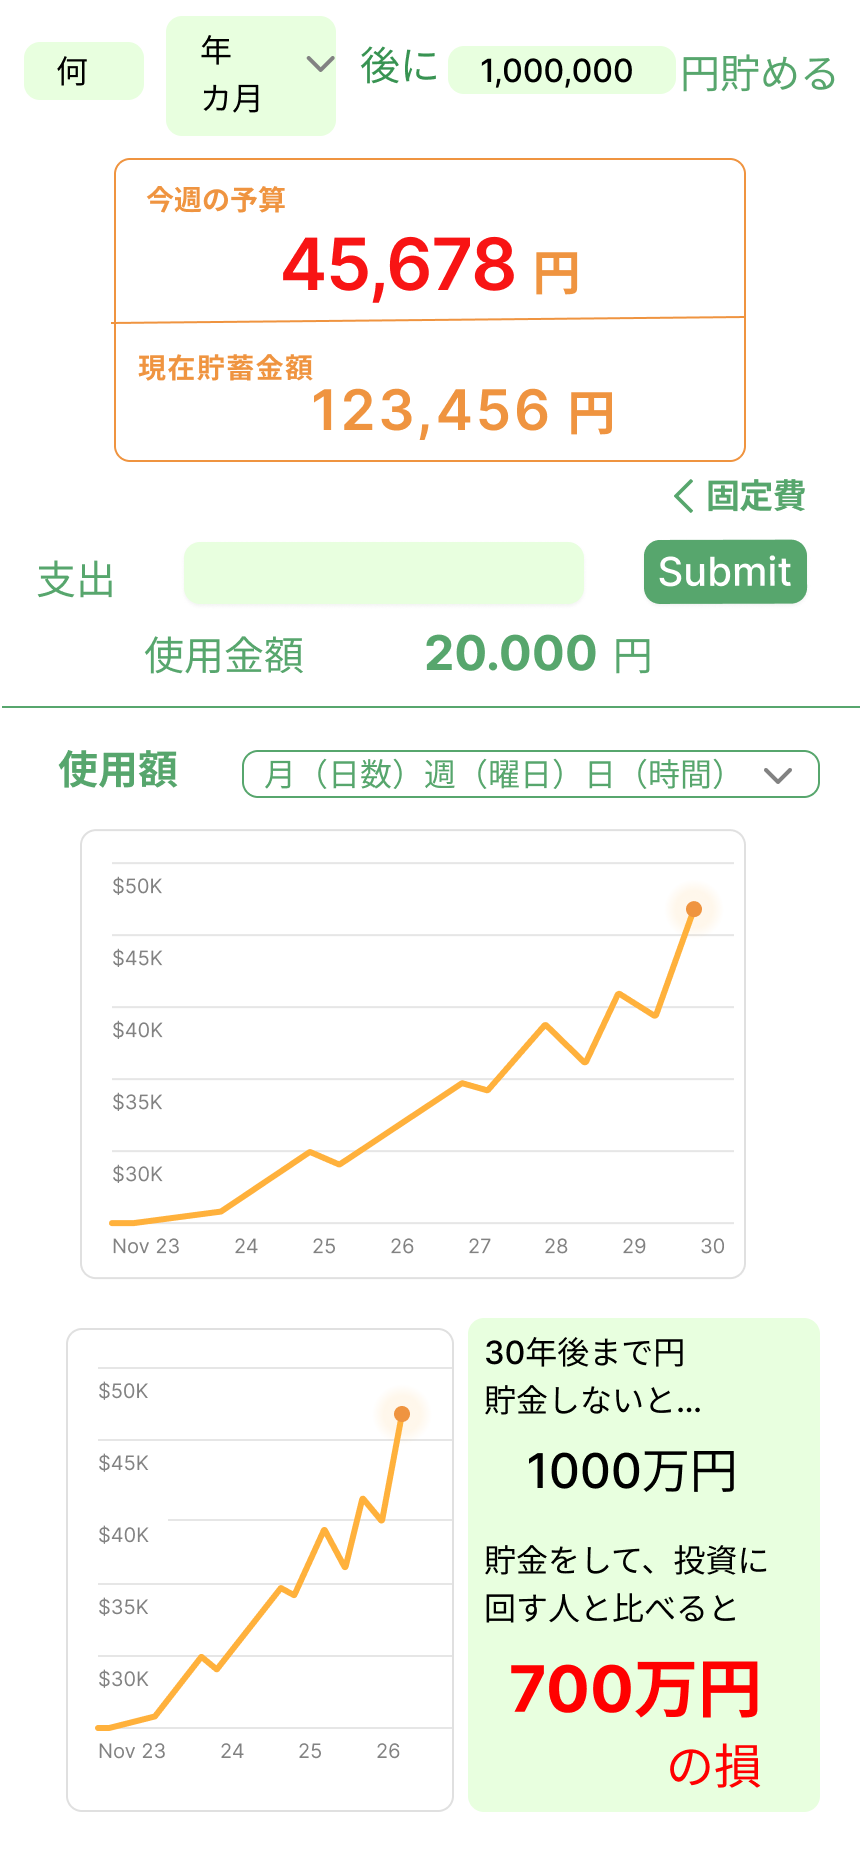 何
年
カ月
後に
1,000,000
円貯める
今週の予算
45,678 円
現在貯蓄金額
123,456 円
固定費
支出
Submit
使用金額 20.000 円
使用額
月（日数）週（曜日）日（時間）
$50K
$45K
$40K
$35K
$30K
Nov 23 24 25 26 27 28 29 30
$50K
$45K
$40K
$35K
$30K
Nov 23 24 25 26
30年後まで円
貯金しないと...
1000万円
貯金をして、投資に
回す人と比べると
700万円
の損